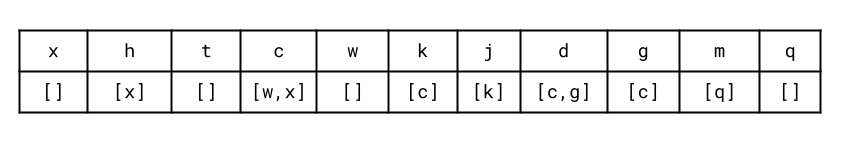 x h t c w k j d g m q
[] [x] [] [w,x] [] [c] [k] [c,g] [c] [q] []